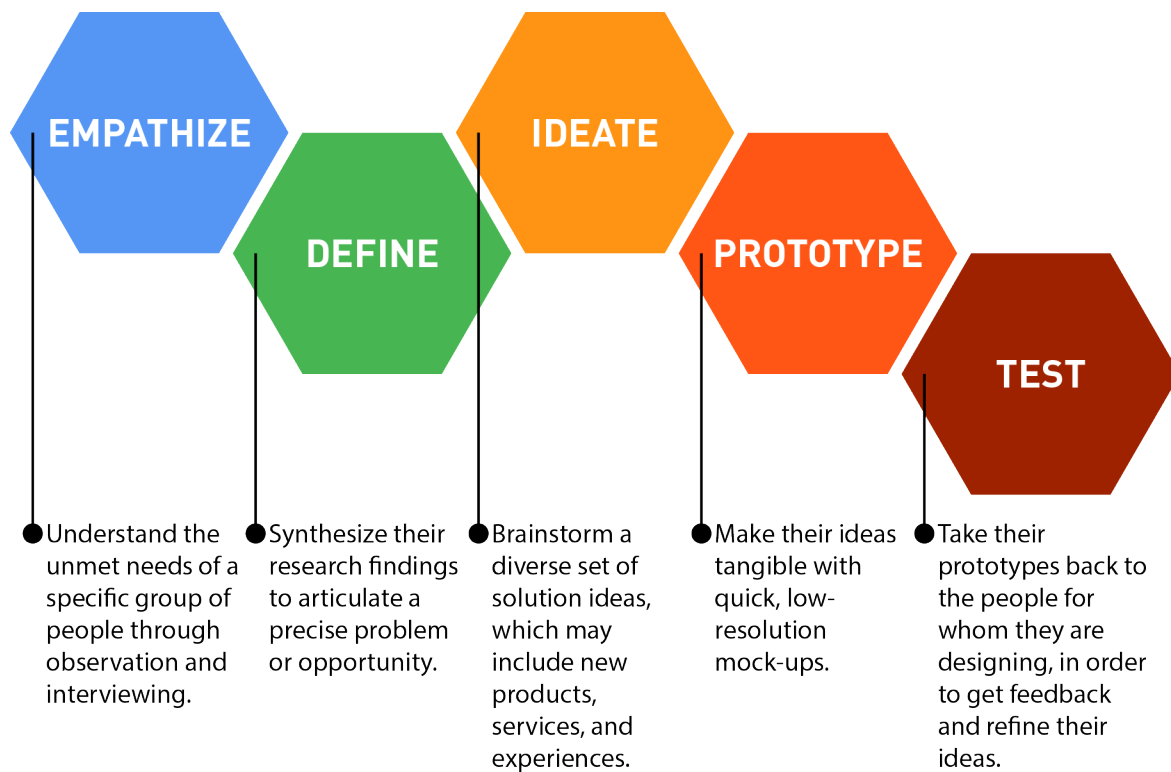 EMPATHIZE
DEFINE
IDEATE
PROTOTYPE
TEST
Understand the
unmet needs of a
specific group of
people through
observation and
interviewing.
Synthesize their
research findings
to articulate a
precise problem
or opportunity.
Brainstorm a
diverse set of
solution ideas,
which may
include new
products,
services, and
experiences.
Make their ideas
tangible with
quick, low-
resolution
mock-ups.
Take their
prototypes back to
the people for
whom they are
designing, in order
to get feedback
and refine their
ideas.